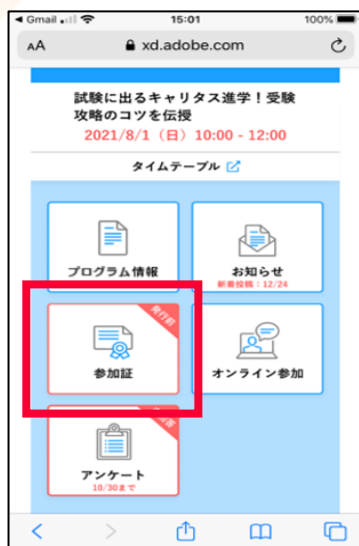 Gmail 15:01 100%
AA xd.adobe.com
試験に出るキャリタス進学！受験
攻略のコツを伝授
2021/8/1（日）10:00 - 12:00
タイムテーブル
プログラム情報
お知らせ
新着投稿：12/24
発行前
参加証
オンライン参加
アンケート
10/30まで